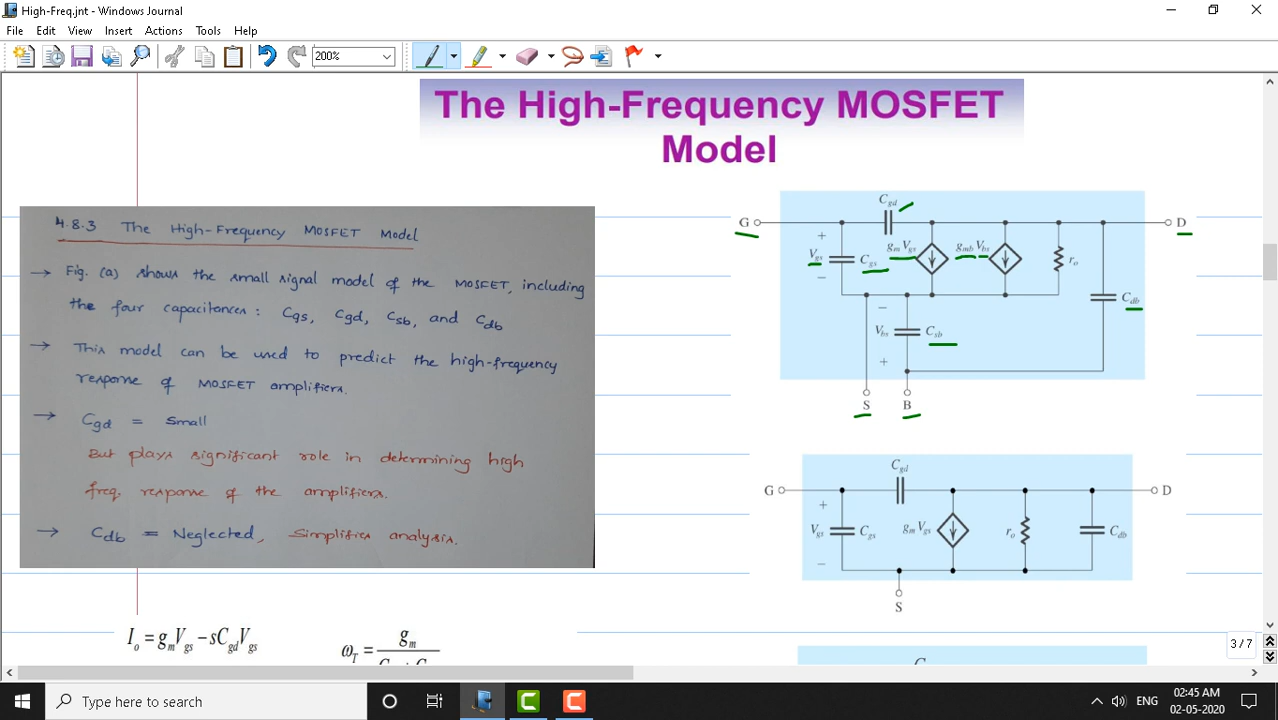 High-Freq.jnt - Windows Journal
File Edit View Insert Actions Tools Help
200%
The High-Frequency MOSFET
Model
4.8.3 The High-Frequency MOSFET Model
→ Fig. (a) shows the small signal model of the MOSFET, including
the four capacitances : Cgs, Cgd, Csb, and Cdb
→ This model can be used to predict the high-frequency
response of MOSFET amplifiers.
→ Cgd = Small
But plays significant role in determining high
freq. response of the amplifiers.
→ Cdb = Neglected, Simplifies analysis.
Cgd
G
D
+
Vgs
−
Cgs
gmVgs
gmbVbs
ro
Cdb
−
Vbs
+
Csb
S
B
Cgd
G
D
+
Vgs
−
Cgs
gmVgs
ro
Cdb
S
Io = gmVgs − sCgdVgs
ωT = gm
3 / 7
Type here to search
ENG
02:45 AM
02-05-2020